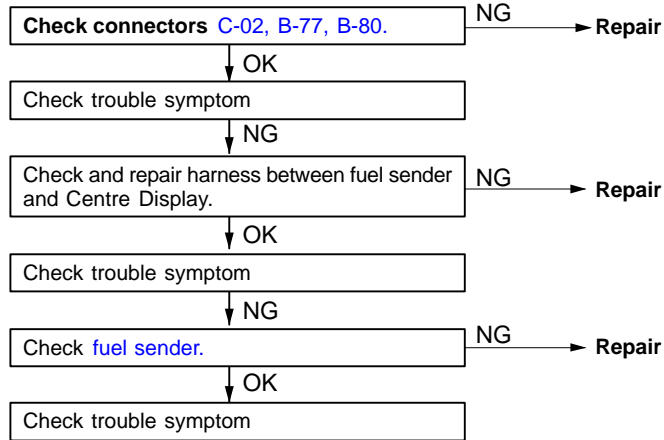 Check connectors C-02, B-77, B-80.
NG
Repair
OK
Check trouble symptom
NG
Check and repair harness between fuel sender
and Centre Display.
NG
Repair
OK
Check trouble symptom
NG
Check fuel sender.
NG
Repair
OK
Check trouble symptom